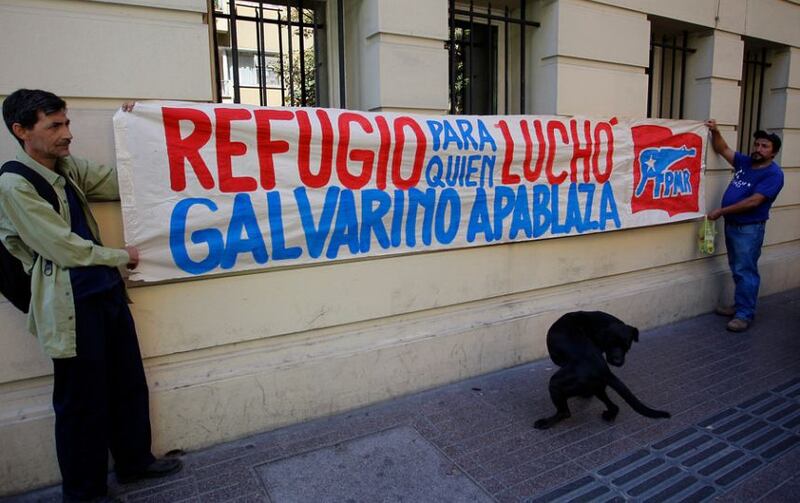 REFUGIO PARA QUIEN LUCHÓ
GALVARINO APABLAZA
FPMR